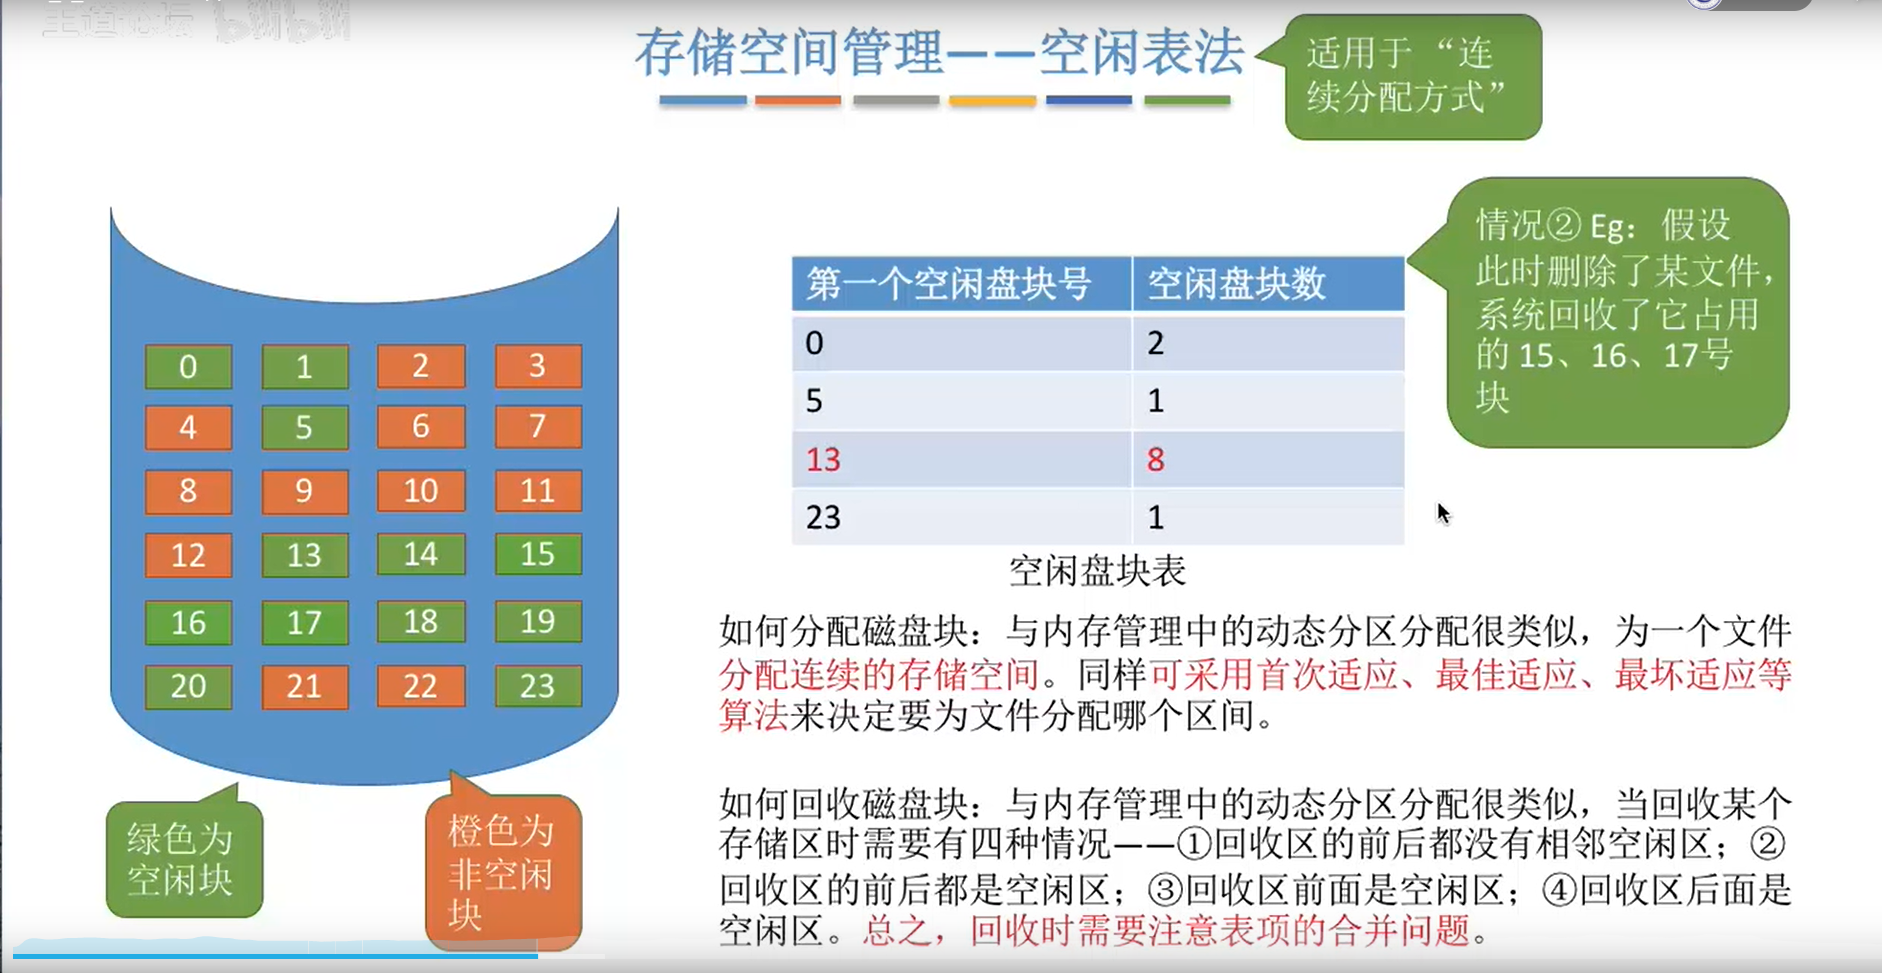 王道论坛 bilibili
存储空间管理——空闲表法
适用于“连
续分配方式”
情况② Eg：假设
此时删除了某文件，
系统回收了它占用
的 15、16、17号
块
第一个空闲盘块号 空闲盘块数
0 2
5 1
13 8
23 1
空闲盘块表
0 1 2 3
4 5 6 7
8 9 10 11
12 13 14 15
16 17 18 19
20 21 22 23
绿色为
空闲块
橙色为
非空闲
块
如何分配磁盘块：与内存管理中的动态分区分配很类似，为一个文件
分配连续的存储空间。同样可采用首次适应、最佳适应、最坏适应等
算法来决定要为文件分配哪个区间。
如何回收磁盘块：与内存管理中的动态分区分配很类似，当回收某个
存储区时需要有四种情况——①回收区的前后都没有相邻空闲区；②
回收区的前后都是空闲区；③回收区前面是空闲区；④回收区后面是
空闲区。总之，回收时需要注意表项的合并问题。